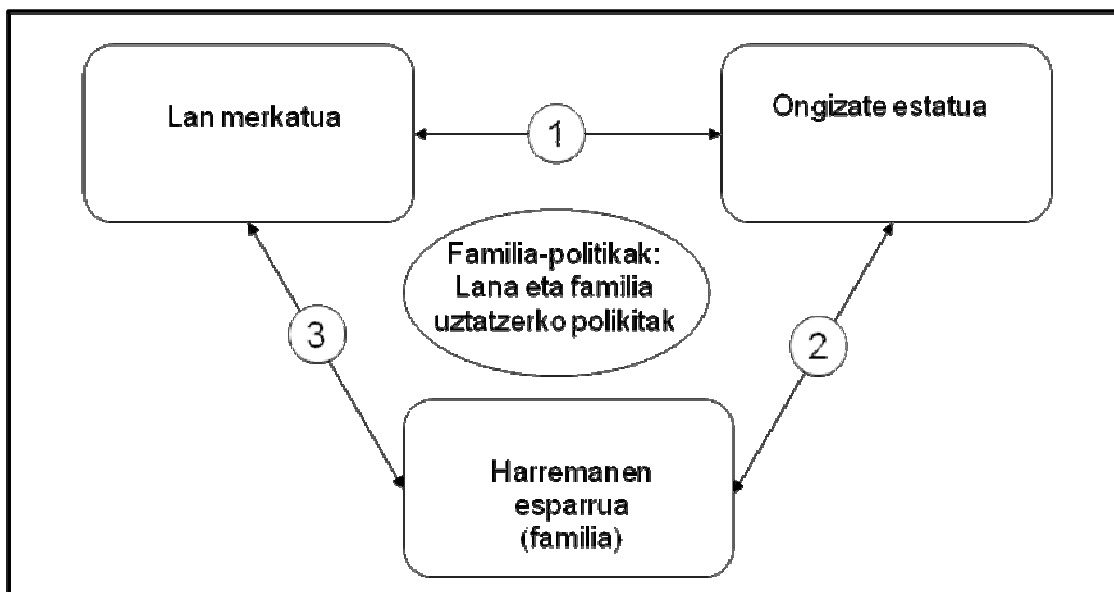 Lan merkatua
Ongizate estatua
1
Familia-politikak:
Lana eta familia
uztatzerko polikitak
3
2
Harremanen
esparrua
(familia)